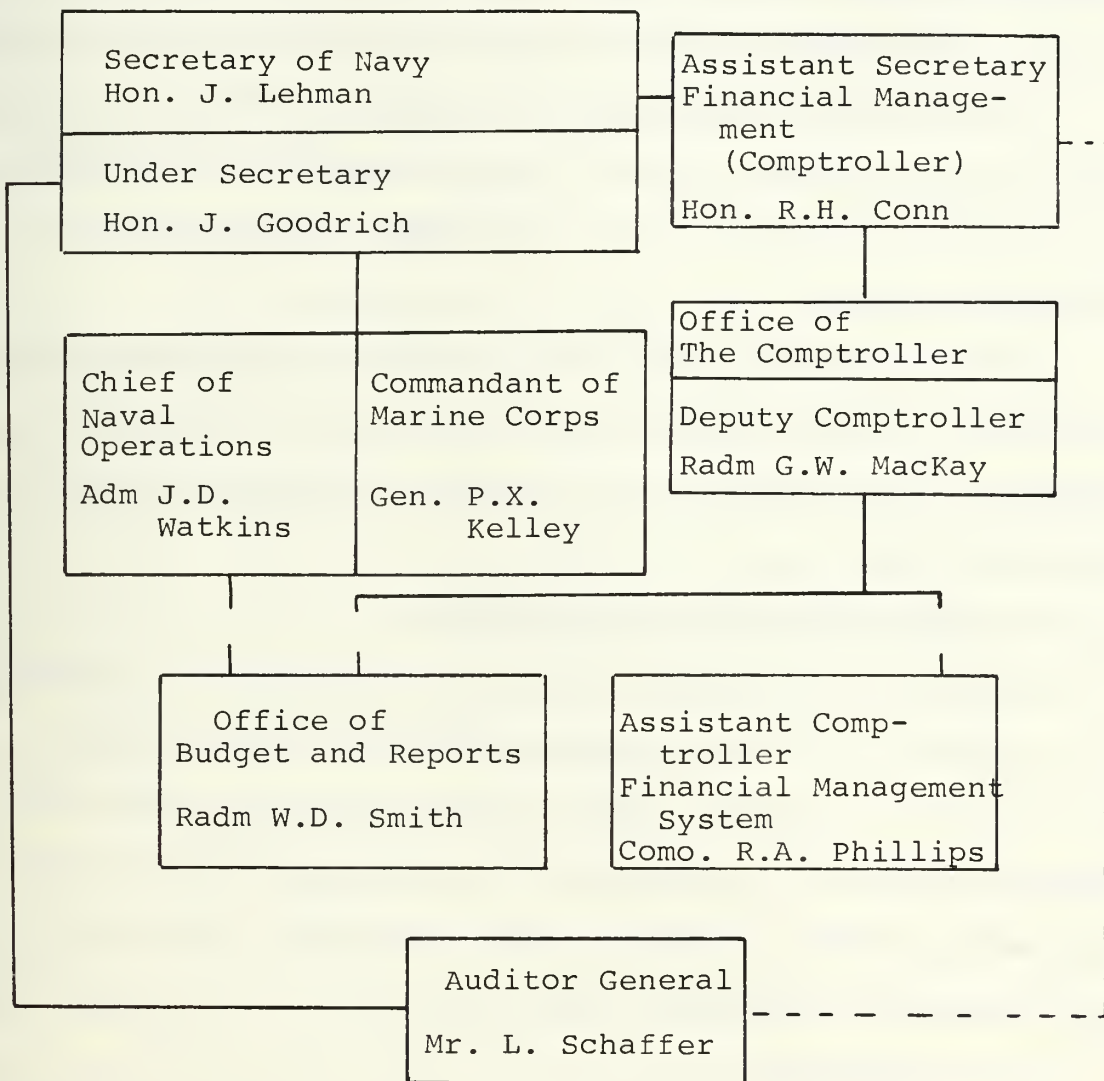 Secretary of Navy
Hon. J. Lehman
Under Secretary
Hon. J. Goodrich
Assistant Secretary
Financial Manage-
ment
(Comptroller)
Hon. R.H. Conn
Chief of
Naval
Operations
Adm J.D.
Watkins
Commandant of
Marine Corps
Gen. P.X.
Kelley
Office of
The Comptroller
Deputy Comptroller
Radm G.W. MacKay
Office of
Budget and Reports
Radm W.D. Smith
Assistant Comp-
troller
Financial Management
System
Como. R.A. Phillips
Auditor General
Mr. L. Schaffer